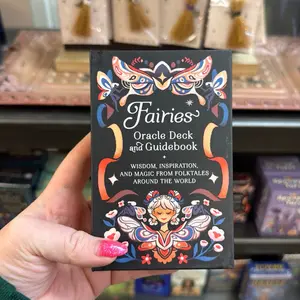 Fairies
Oracle Deck
and Guidebook
WISDOM, INSPIRATION,
AND MAGIC FROM FOLKTALES
AROUND THE WORLD